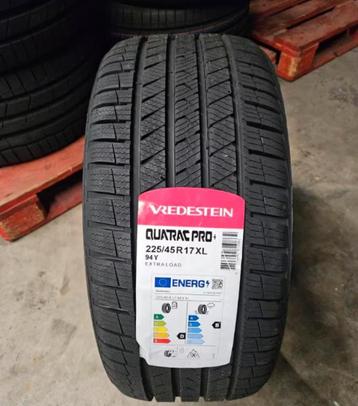 VREDESTEIN
QUATRAC PRO+
225/45R17XL
94Y
EXTRA LOAD
ENERG